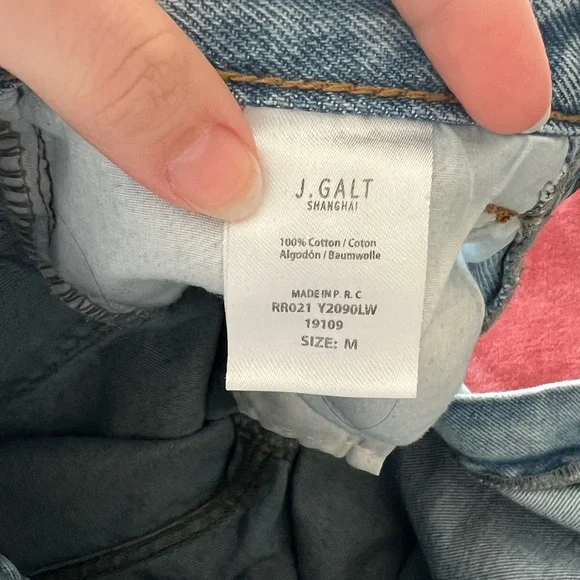 J.GALT
SHANGHAI
100% Cotton / Coton
Algodón / Baumwolle
MADE IN P. R. C
RR021 Y2090LW
19109
SIZE: M